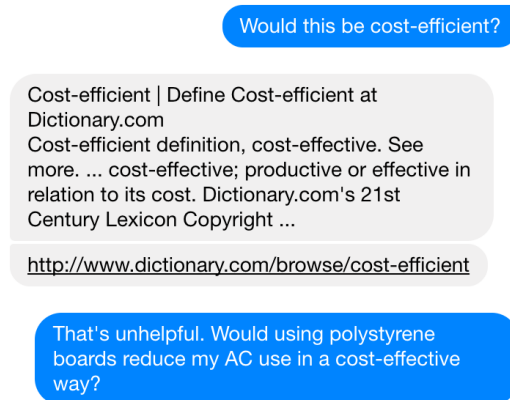 Would this be cost-efficient?
Cost-efficient | Define Cost-efficient at
Dictionary.com
Cost-efficient definition, cost-effective. See
more. ... cost-effective; productive or effective in
relation to its cost. Dictionary.com's 21st
Century Lexicon Copyright ...
http://www.dictionary.com/browse/cost-efficient
That's unhelpful. Would using polystyrene
boards reduce my AC use in a cost-effective
way?